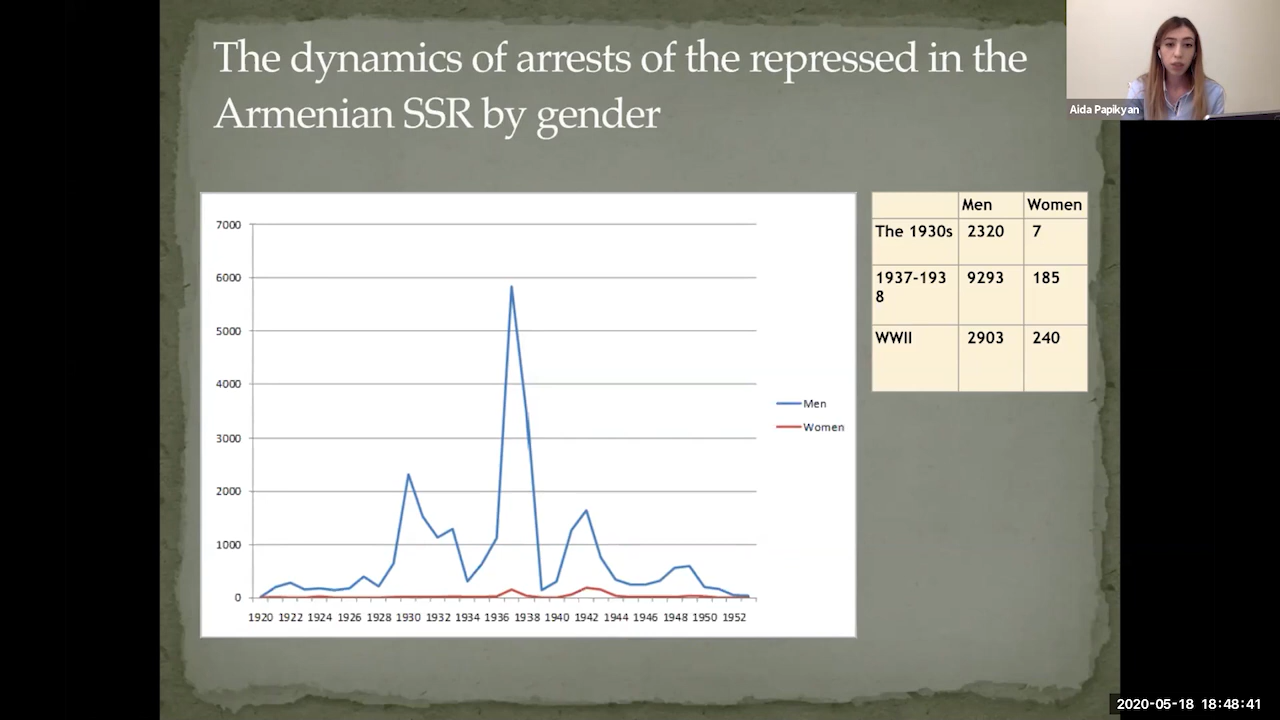 The dynamics of arrests of the repressed in the
Armenian SSR by gender
Aida Papikyan
7000
6000
5000
4000
3000
2000
1000
0
1920 1922 1924 1926 1928 1930 1932 1934 1936 1938 1940 1942 1944 1946 1948 1950 1952
Men
Women
Men Women
The 1930s 2320 7
1937-193 9293 185
8
WWII 2903 240
2020-05-18 18:48:41